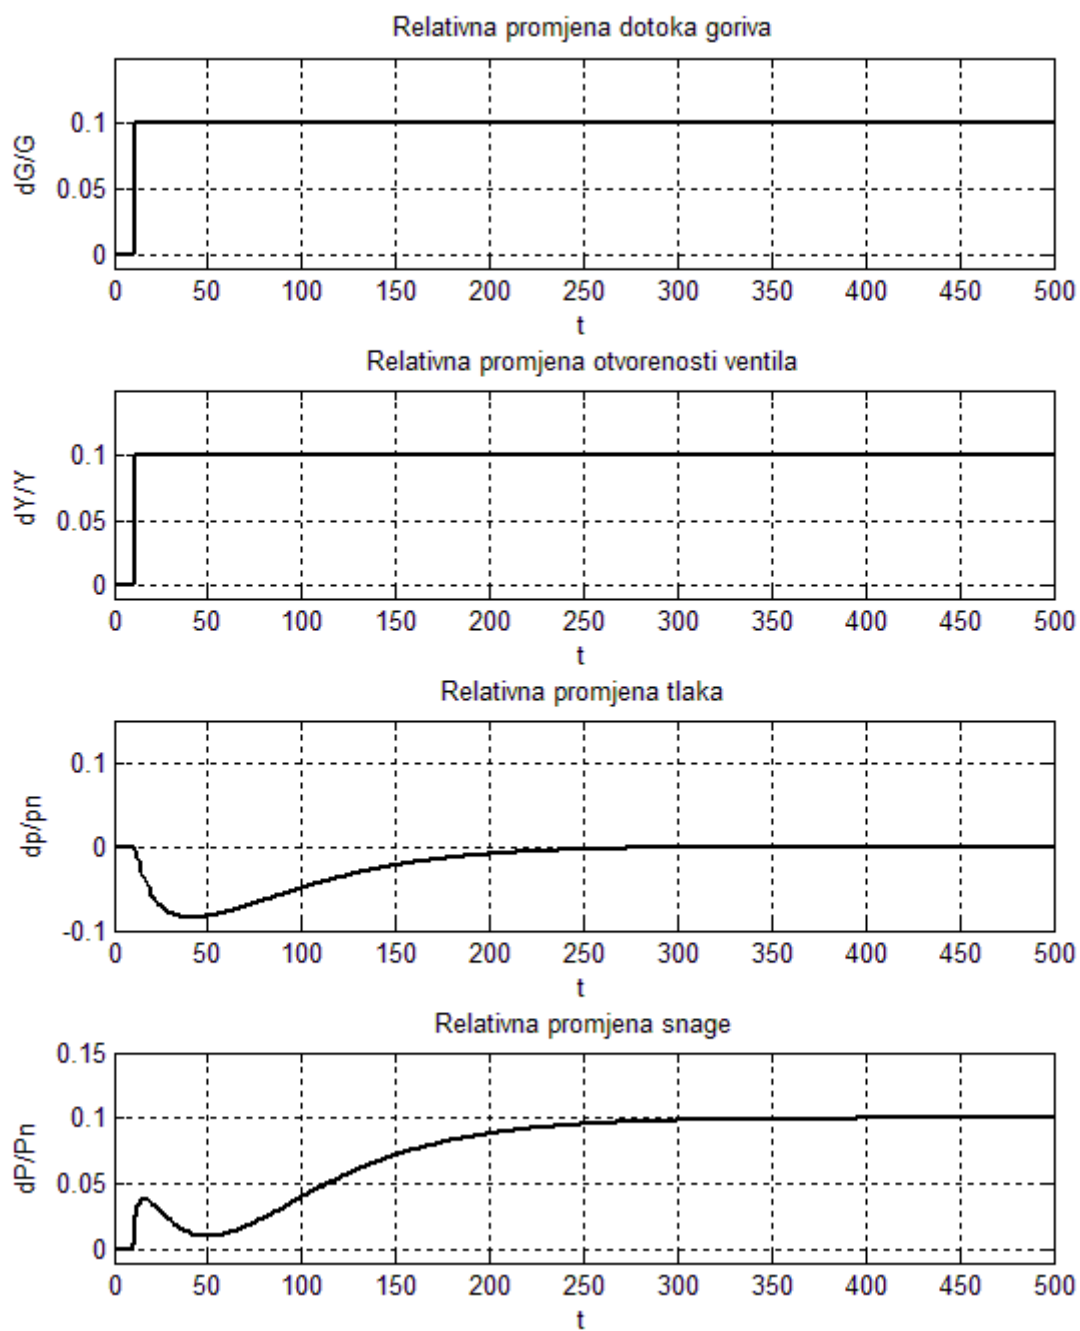 Relativna promjena dotoka goriva
dG/G
0.1
0.05
0
0 50 100 150 200 250 300 350 400 450 500
t
Relativna promjena otvorenosti ventila
dY/Y
0.1
0.05
0
0 50 100 150 200 250 300 350 400 450 500
t
Relativna promjena tlaka
dp/pn
0.1
0
-0.1
0 50 100 150 200 250 300 350 400 450 500
t
Relativna promjena snage
dP/Pn
0.15
0.1
0.05
0
0 50 100 150 200 250 300 350 400 450 500
t